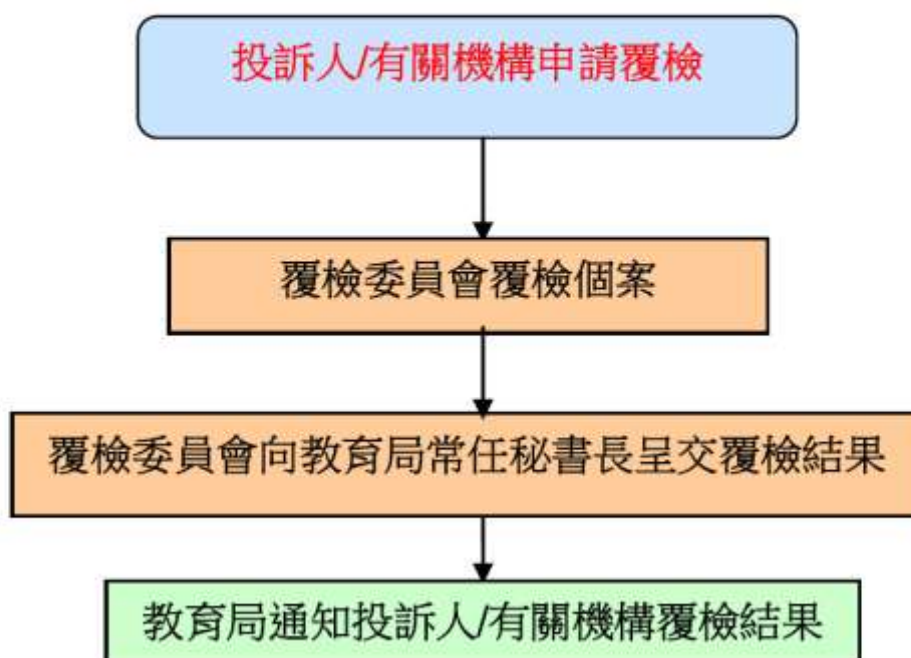 投訴人/有關機構申請覆檢
覆檢委員會覆檢個案
覆檢委員會向教育局常任秘書長呈交覆檢結果
教育局通知投訴人/有關機構覆檢結果